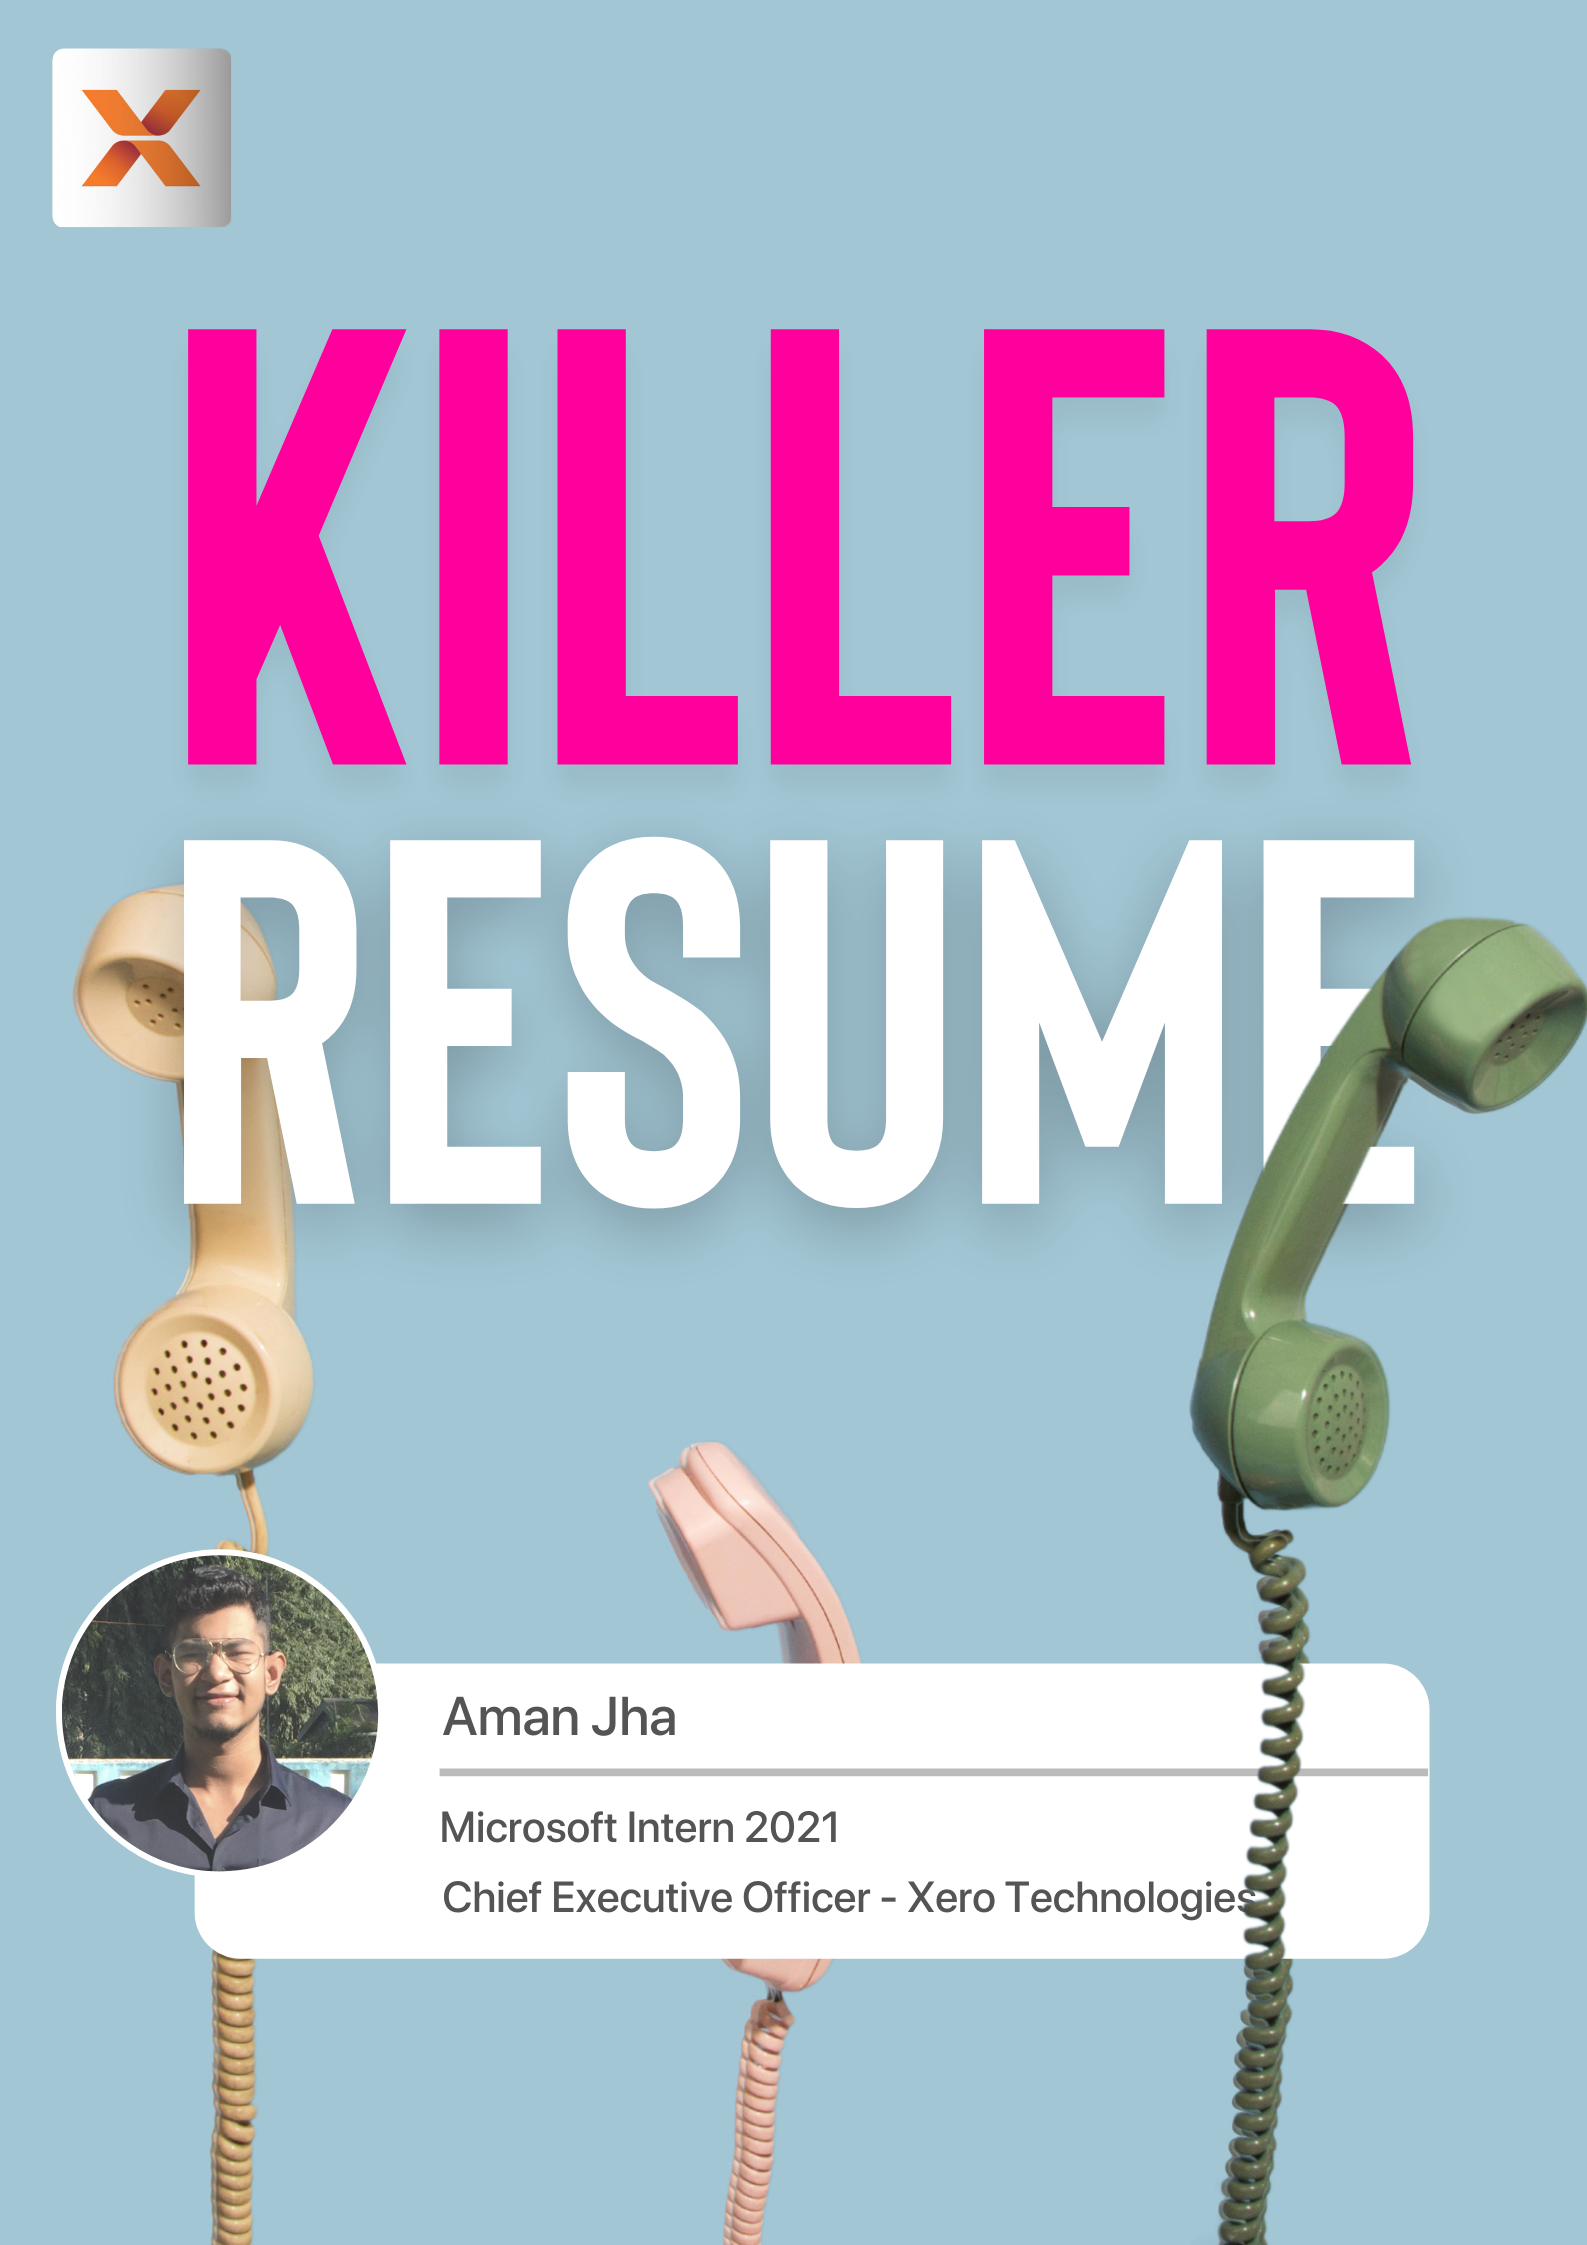 KILLER
RESUME
Aman Jha
Microsoft Intern 2021
Chief Executive Officer - Xero Technologies